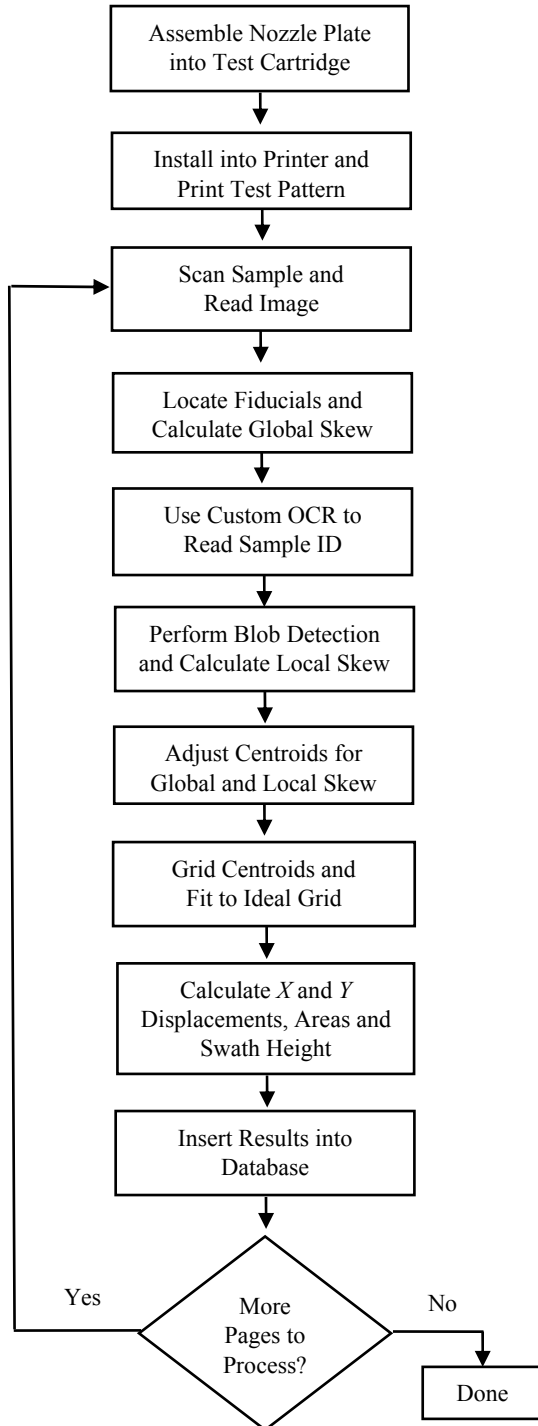 Assemble Nozzle Plate
into Test Cartridge
Install into Printer and
Print Test Pattern
Scan Sample and
Read Image
Locate Fiducials and
Calculate Global Skew
Use Custom OCR to
Read Sample ID
Perform Blob Detection
and Calculate Local Skew
Adjust Centroids for
Global and Local Skew
Grid Centroids and
Fit to Ideal Grid
Calculate X and Y
Displacements, Areas and
Swath Height
Insert Results into
Database
Yes
More
Pages to
Process?
No
Done